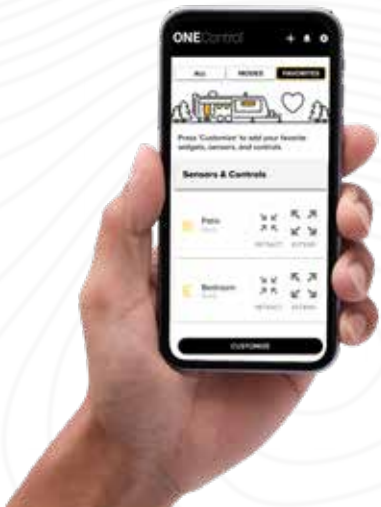 ONEControl
ALL MODES FAVORITES
Press 'Customize' to add your favorite
widgets, sensors, and controls.
Sensors & Controls
Patio
RETRACT EXTEND
Bedroom
RETRACT EXTEND
CUSTOMIZE